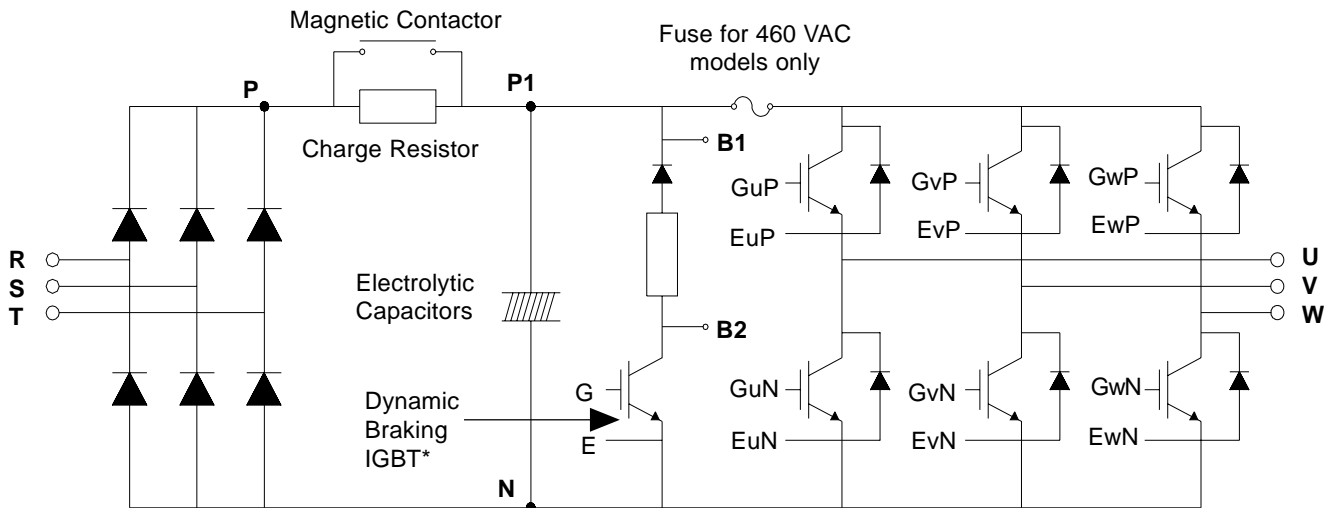 Magnetic Contactor
Fuse for 460 VAC
models only
P
P1
B1
Charge Resistor
GuP
GvP
GwP
EuP
EvP
EwP
R
S
T
U
V
W
Electrolytic
Capacitors
B2
G
E
GuN
GvN
GwN
EuN
EvN
EwN
Dynamic
Braking
IGBT*
N